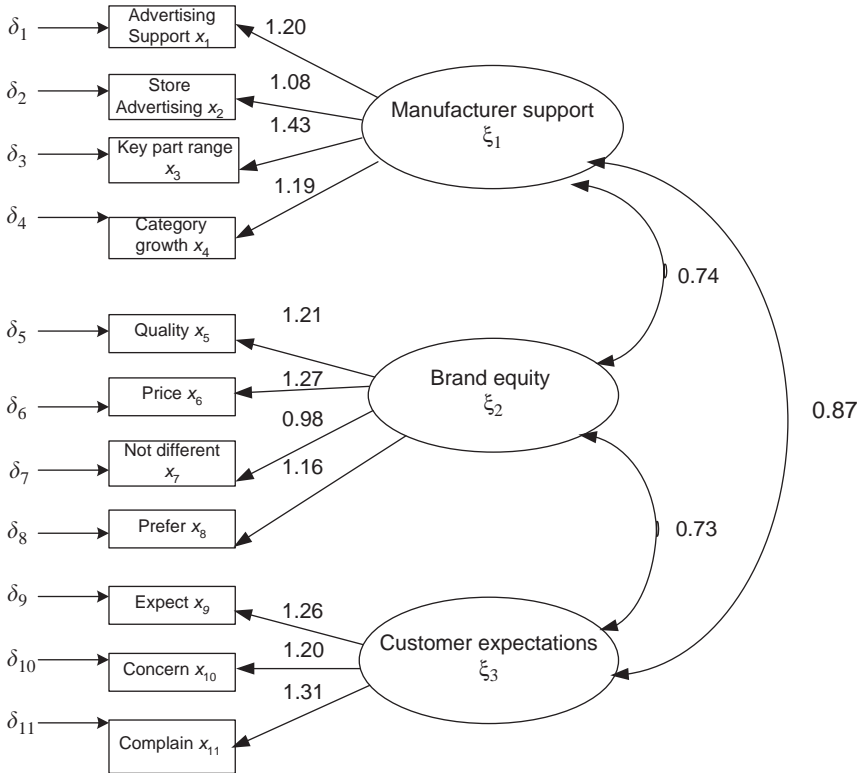 δ1
Advertising
Support x1
1.20
δ2
Store
Advertising x2
1.08
Manufacturer support
ξ1
1.43
δ3
Key part range
x3
1.19
δ4
Category
growth x4
0.74
δ5
Quality x5
1.21
δ6
Price x6
1.27
Brand equity
ξ2
0.87
0.98
δ7
Not different
x7
1.16
δ8
Prefer x8
0.73
δ9
Expect x9
1.26
Customer expectations
ξ3
δ10
Concern x10
1.20
1.31
δ11
Complain x11